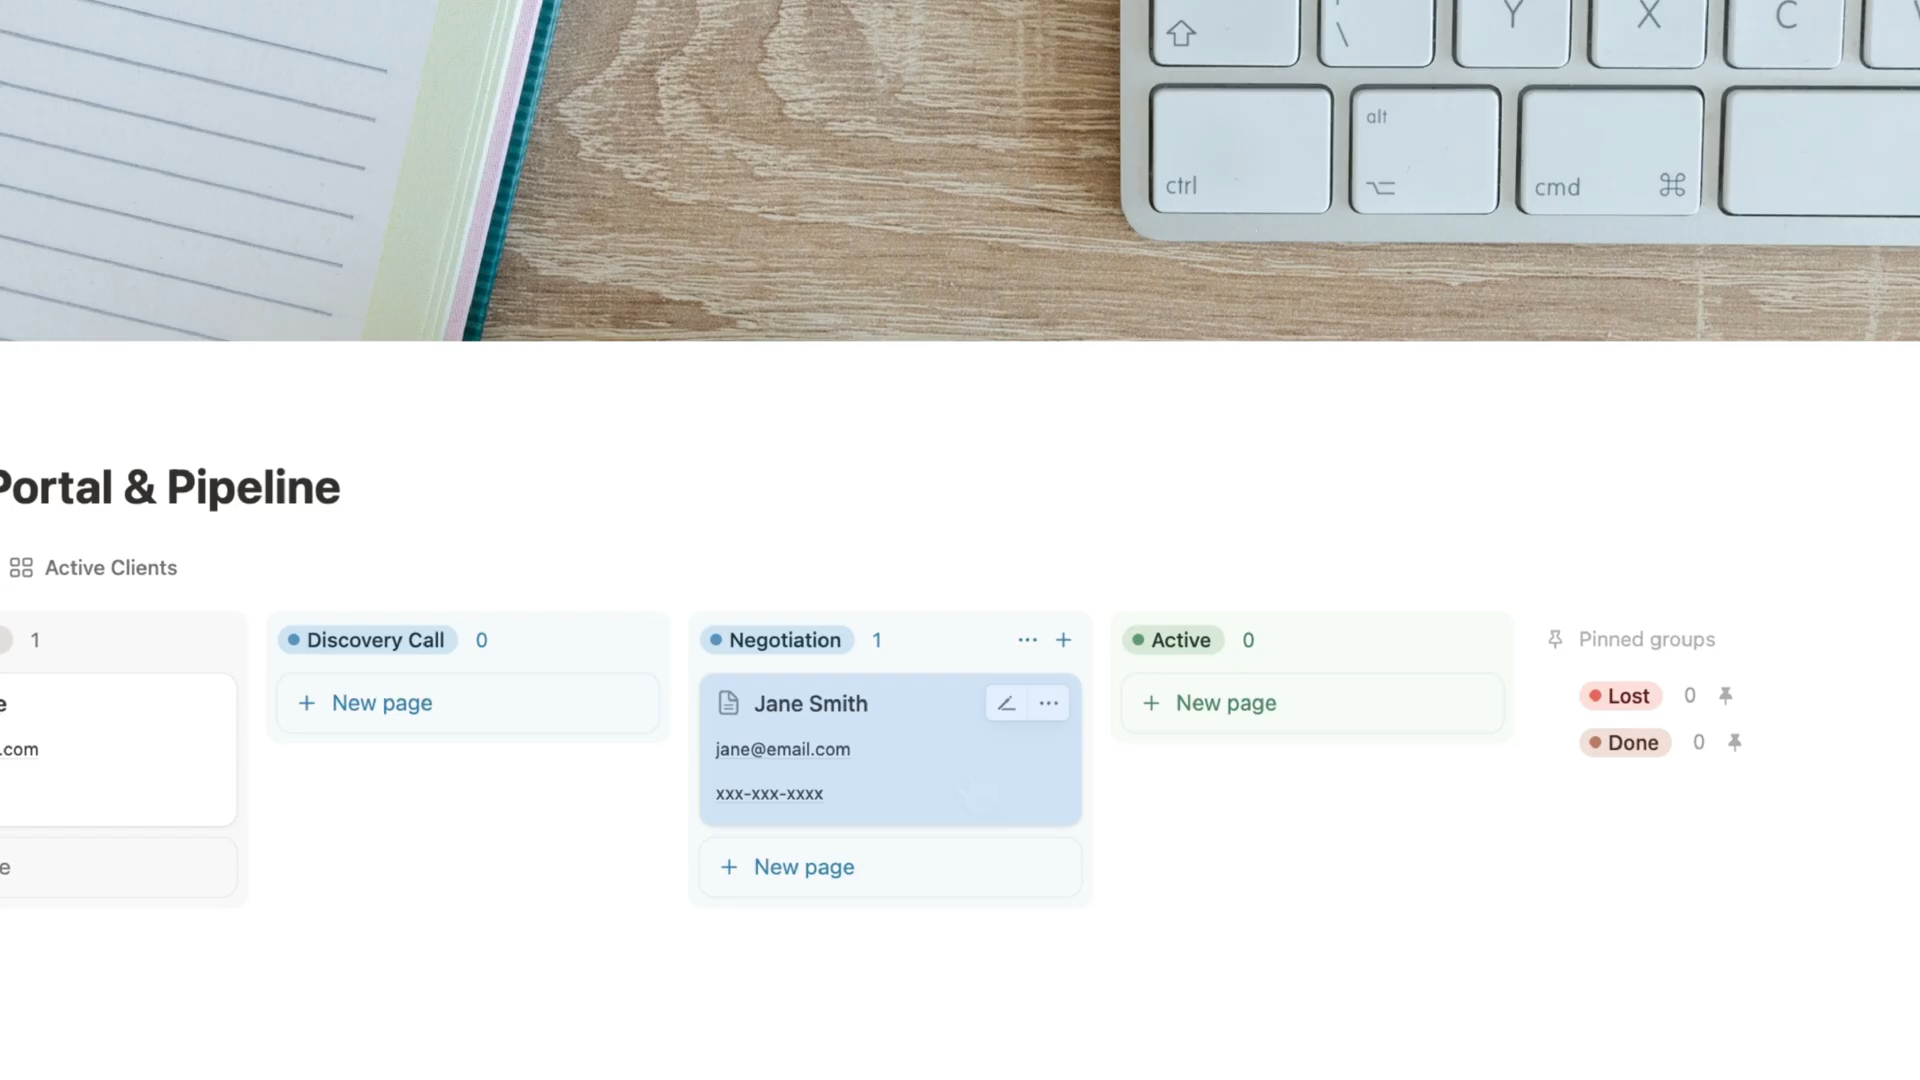 Y X C
\
alt
ctrl cmd ⌘
Portal & Pipeline
Active Clients
1
Discovery Call 0
Negotiation 1 ... +
Active 0
Pinned groups
e
+ New page
Jane Smith ...
+ New page
Lost 0
.com
jane@email.com
Done 0
xxx-xxx-xxxx
e
+ New page